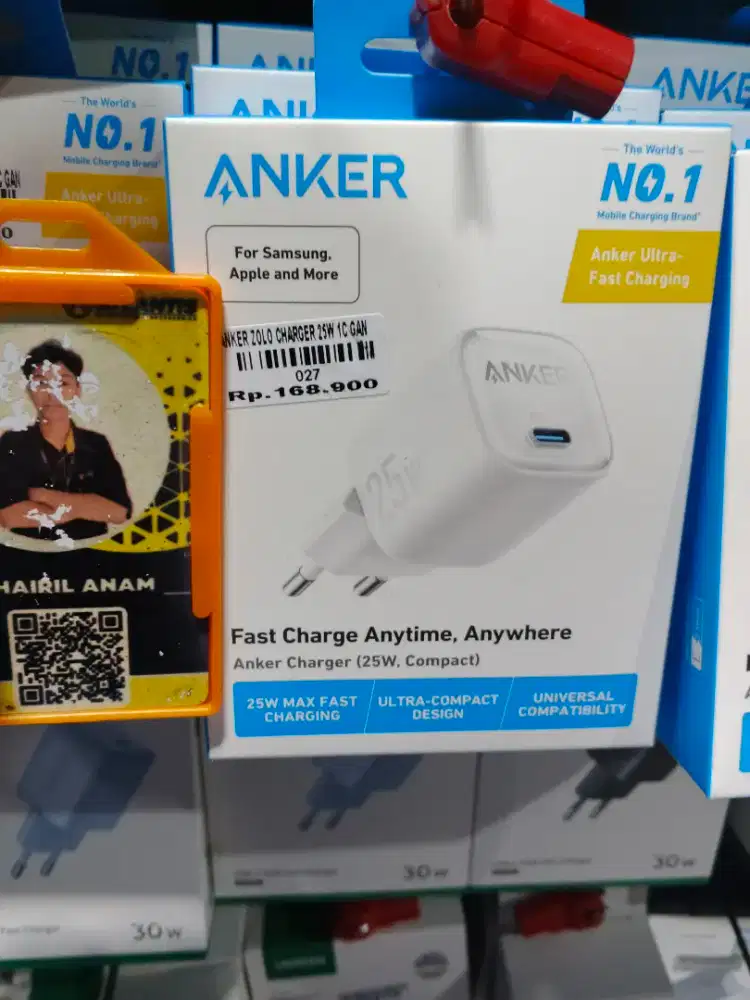 NO.1
The World's
NO.1
Mobile Charging Brand
Anker Ultra-
ANKER
The World's
NO.1
Mobile Charging Brand
For Samsung,
Apple and More
Anker Ultra-
Fast Charging
ANKER ZOLO CHARGER 25W 1C GAN
027
Rp.168.900
ANKER
25W
HAIRIL ANAM
Fast Charge Anytime, Anywhere
Anker Charger (25W, Compact)
25W MAX FAST
CHARGING
ULTRA-COMPACT
DESIGN
UNIVERSAL
COMPATIBILITY
30W
30W
30W